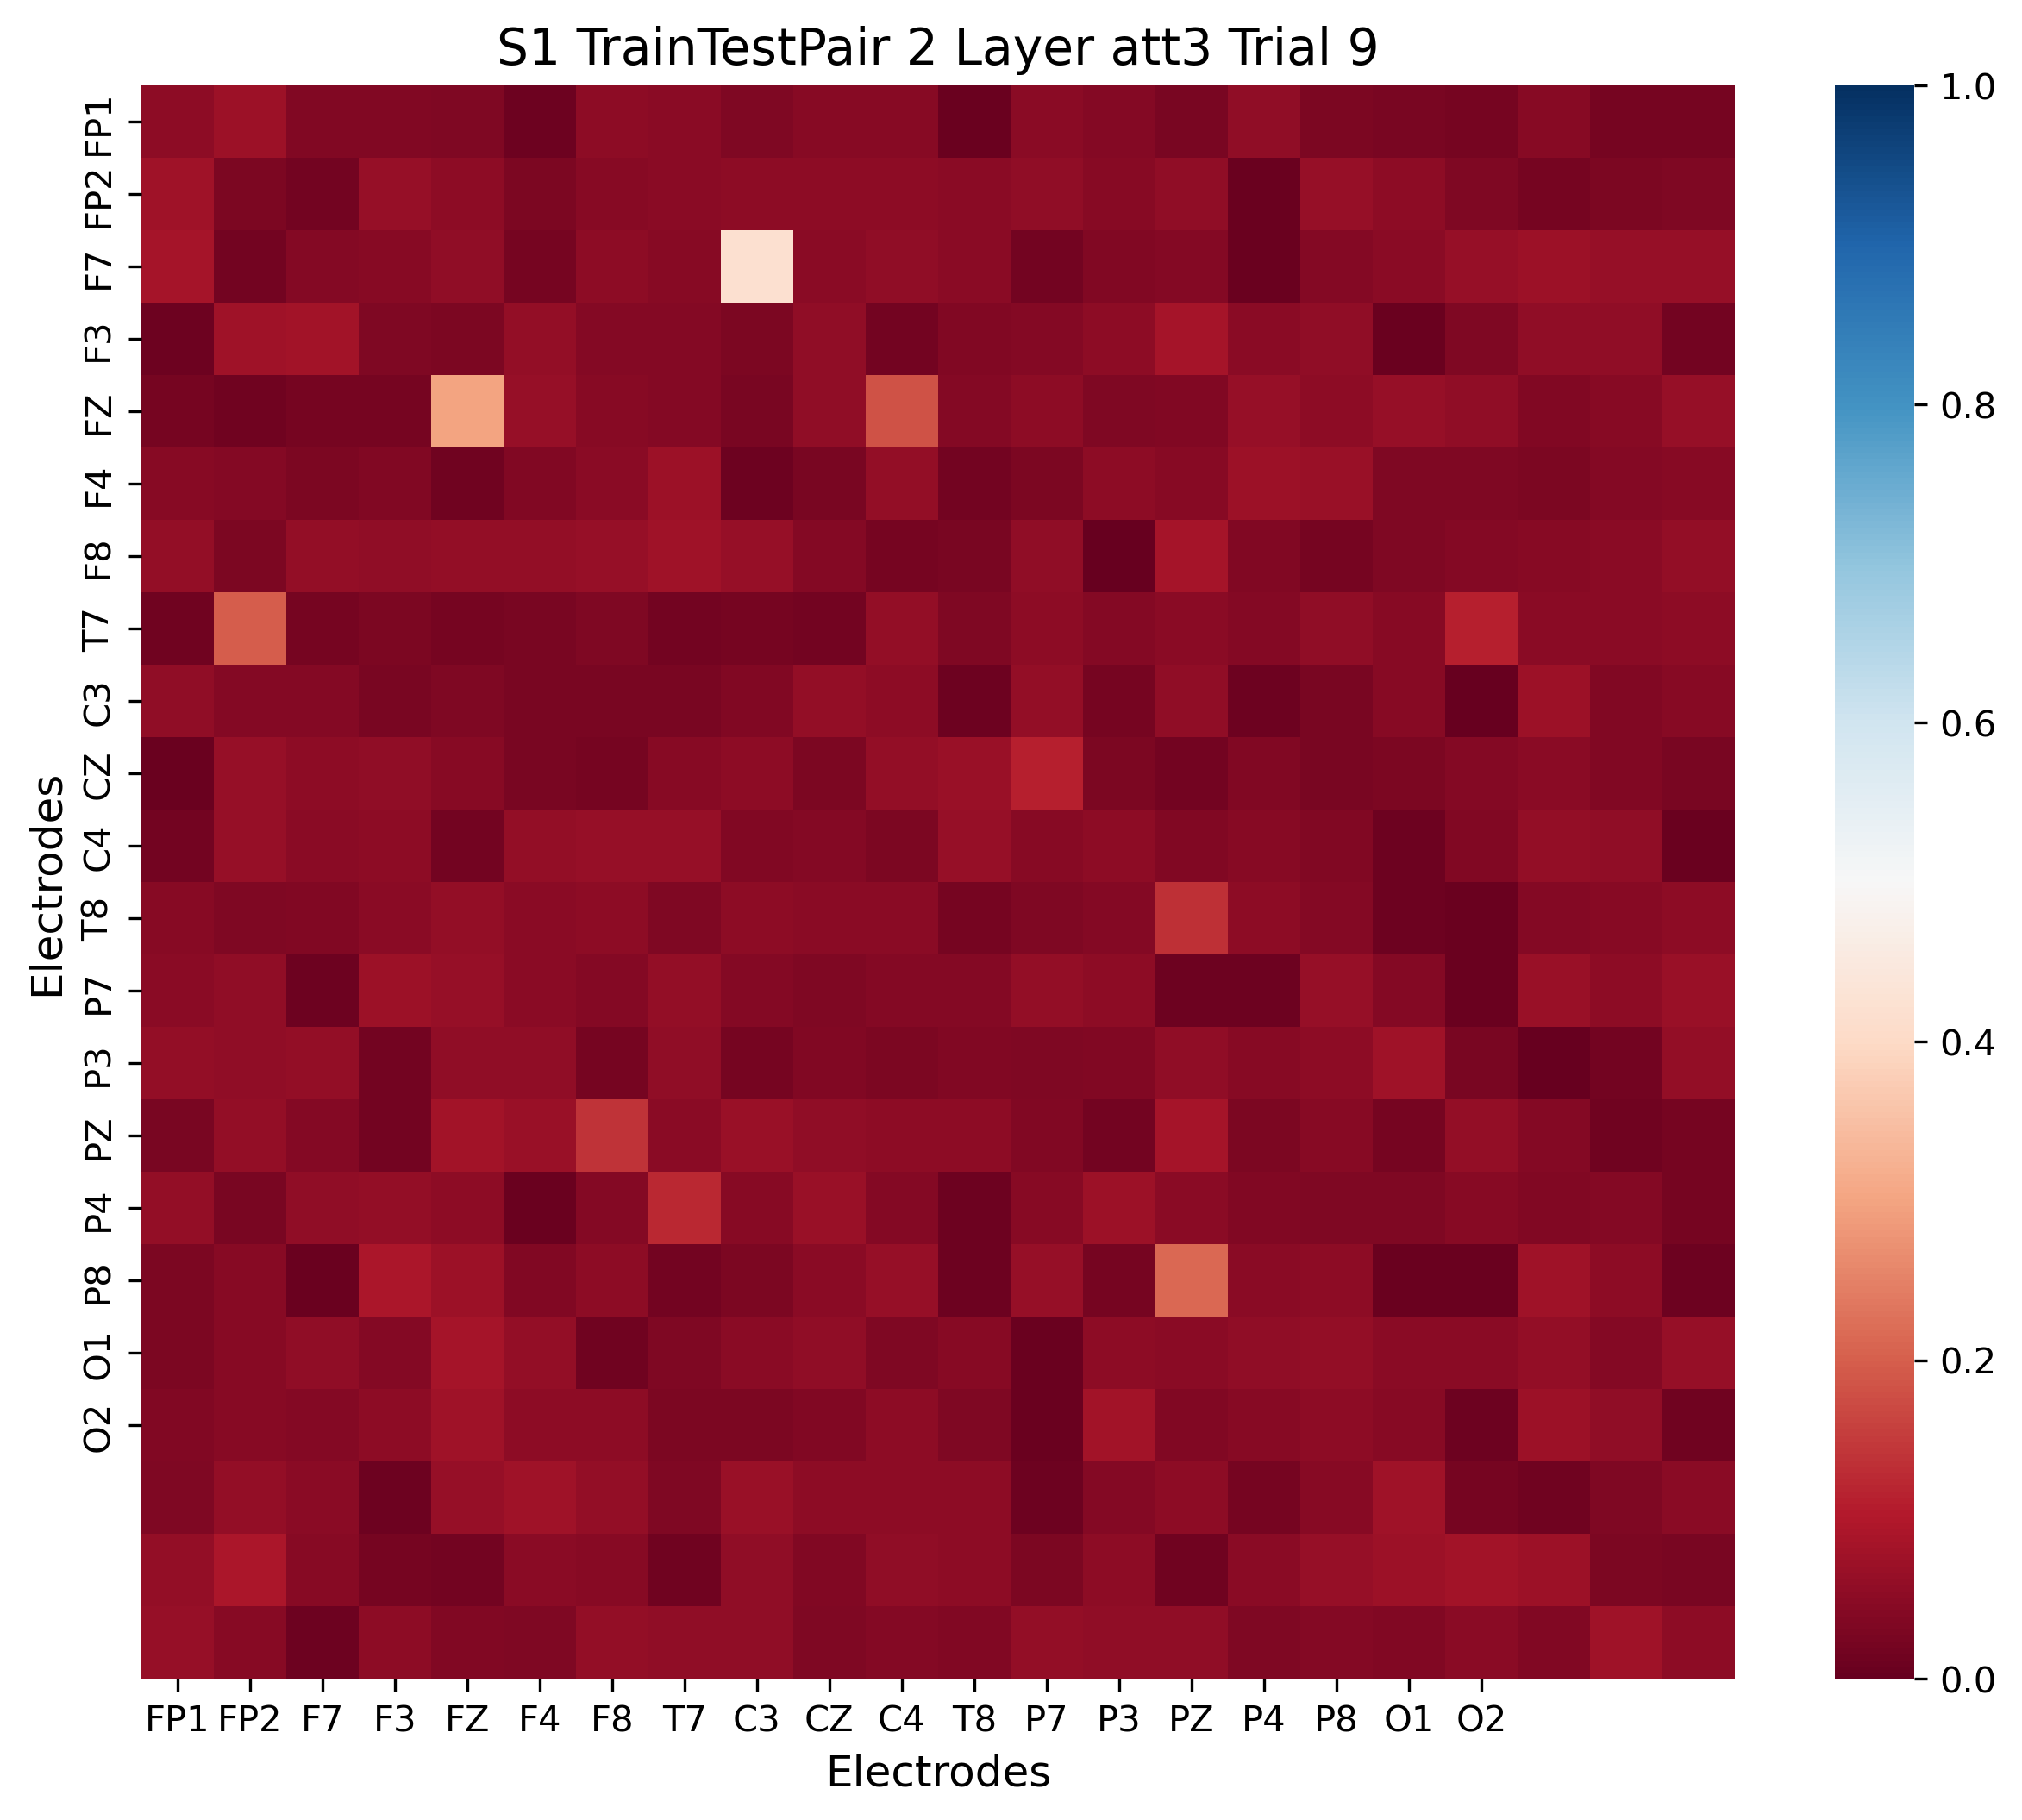 S1 TrainTestPair 2 Layer att3 Trial 9
Electrodes
FP1
FP2
F7
F3
FZ
F4
F8
T7
C3
CZ
C4
T8
P7
P3
PZ
P4
P8
O1
O2
FP1 FP2 F7 F3 FZ F4 F8 T7 C3 CZ C4 T8 P7 P3 PZ P4 P8 O1 O2
Electrodes
1.0
0.8
0.6
0.4
0.2
0.0